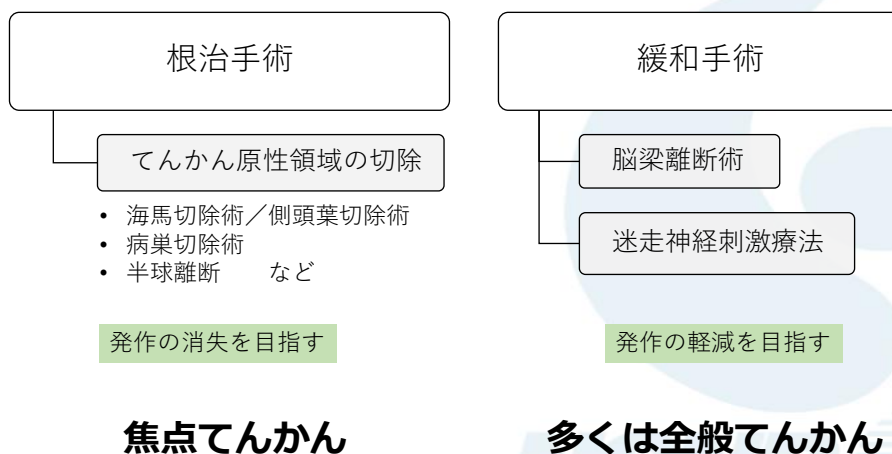 根治手術
てんかん原性領域の切除
• 海馬切除術／側頭葉切除術
• 病巣切除術
• 半球離断　　など
発作の消失を目指す
焦点てんかん
緩和手術
脳梁離断術
迷走神経刺激療法
発作の軽減を目指す
多くは全般てんかん